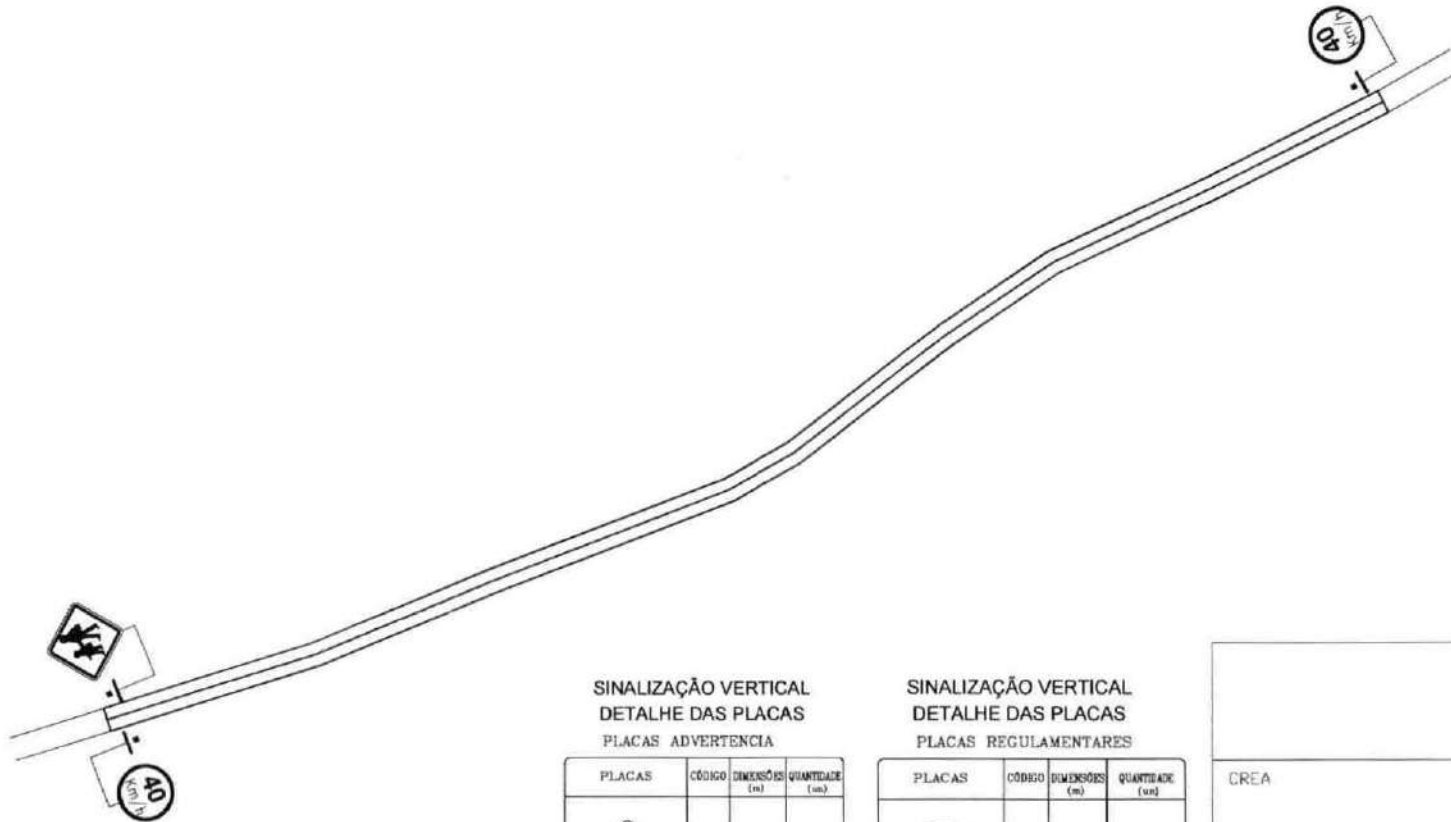 40
Km/h
40
Km/h
SINALIZAÇÃO VERTICAL
DETALHE DAS PLACAS
PLACAS ADVERTENCIA
PLACAS CÓDIGO DIMENSÕES (m) QUANTIDADE (un)
SINALIZAÇÃO VERTICAL
DETALHE DAS PLACAS
PLACAS REGULAMENTARES
PLACAS CÓDIGO DIMENSÕES (m) QUANTIDADE (un)
CREA